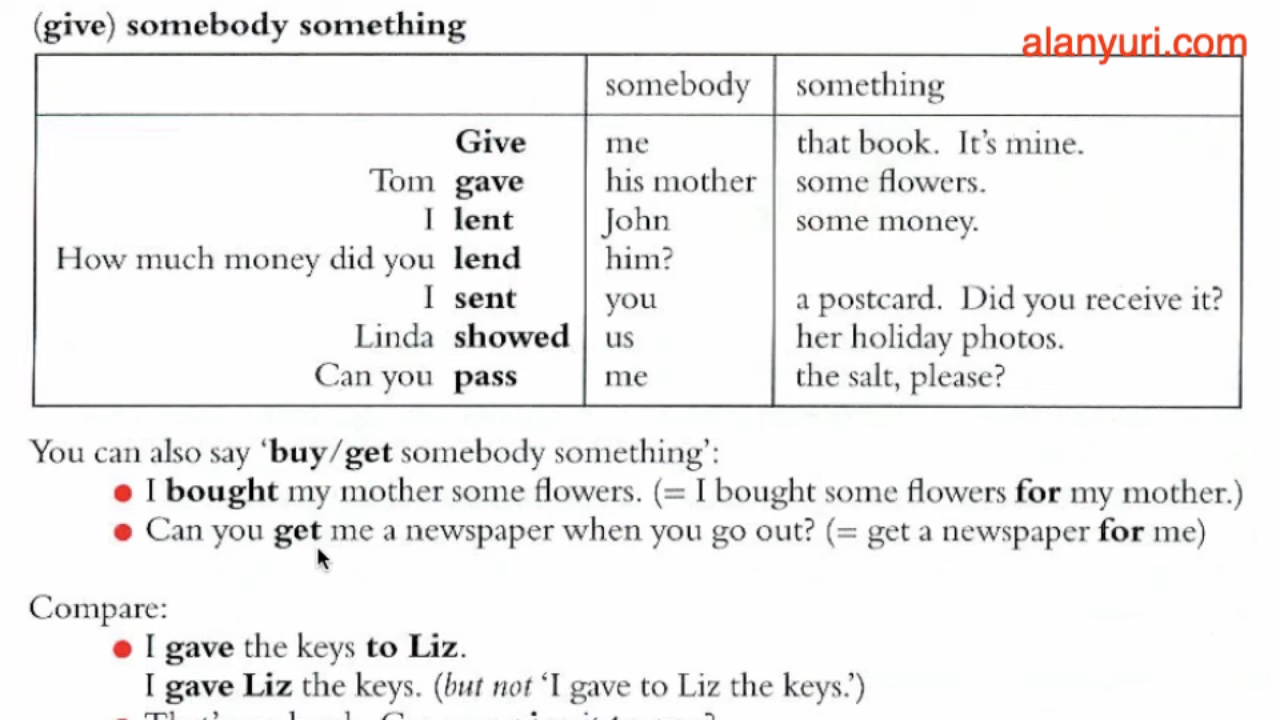 (give) somebody something
alanyuri.com
somebody something
Give me that book. It's mine.
Tom gave his mother some flowers.
I lent John some money.
How much money did you lend him?
I sent you a postcard. Did you receive it?
Linda showed us her holiday photos.
Can you pass me the salt, please?
You can also say 'buy/get somebody something':
● I bought my mother some flowers. (= I bought some flowers for my mother.)
● Can you get me a newspaper when you go out? (= get a newspaper for me)
Compare:
● I gave the keys to Liz.
I gave Liz the keys. (but not 'I gave to Liz the keys.')